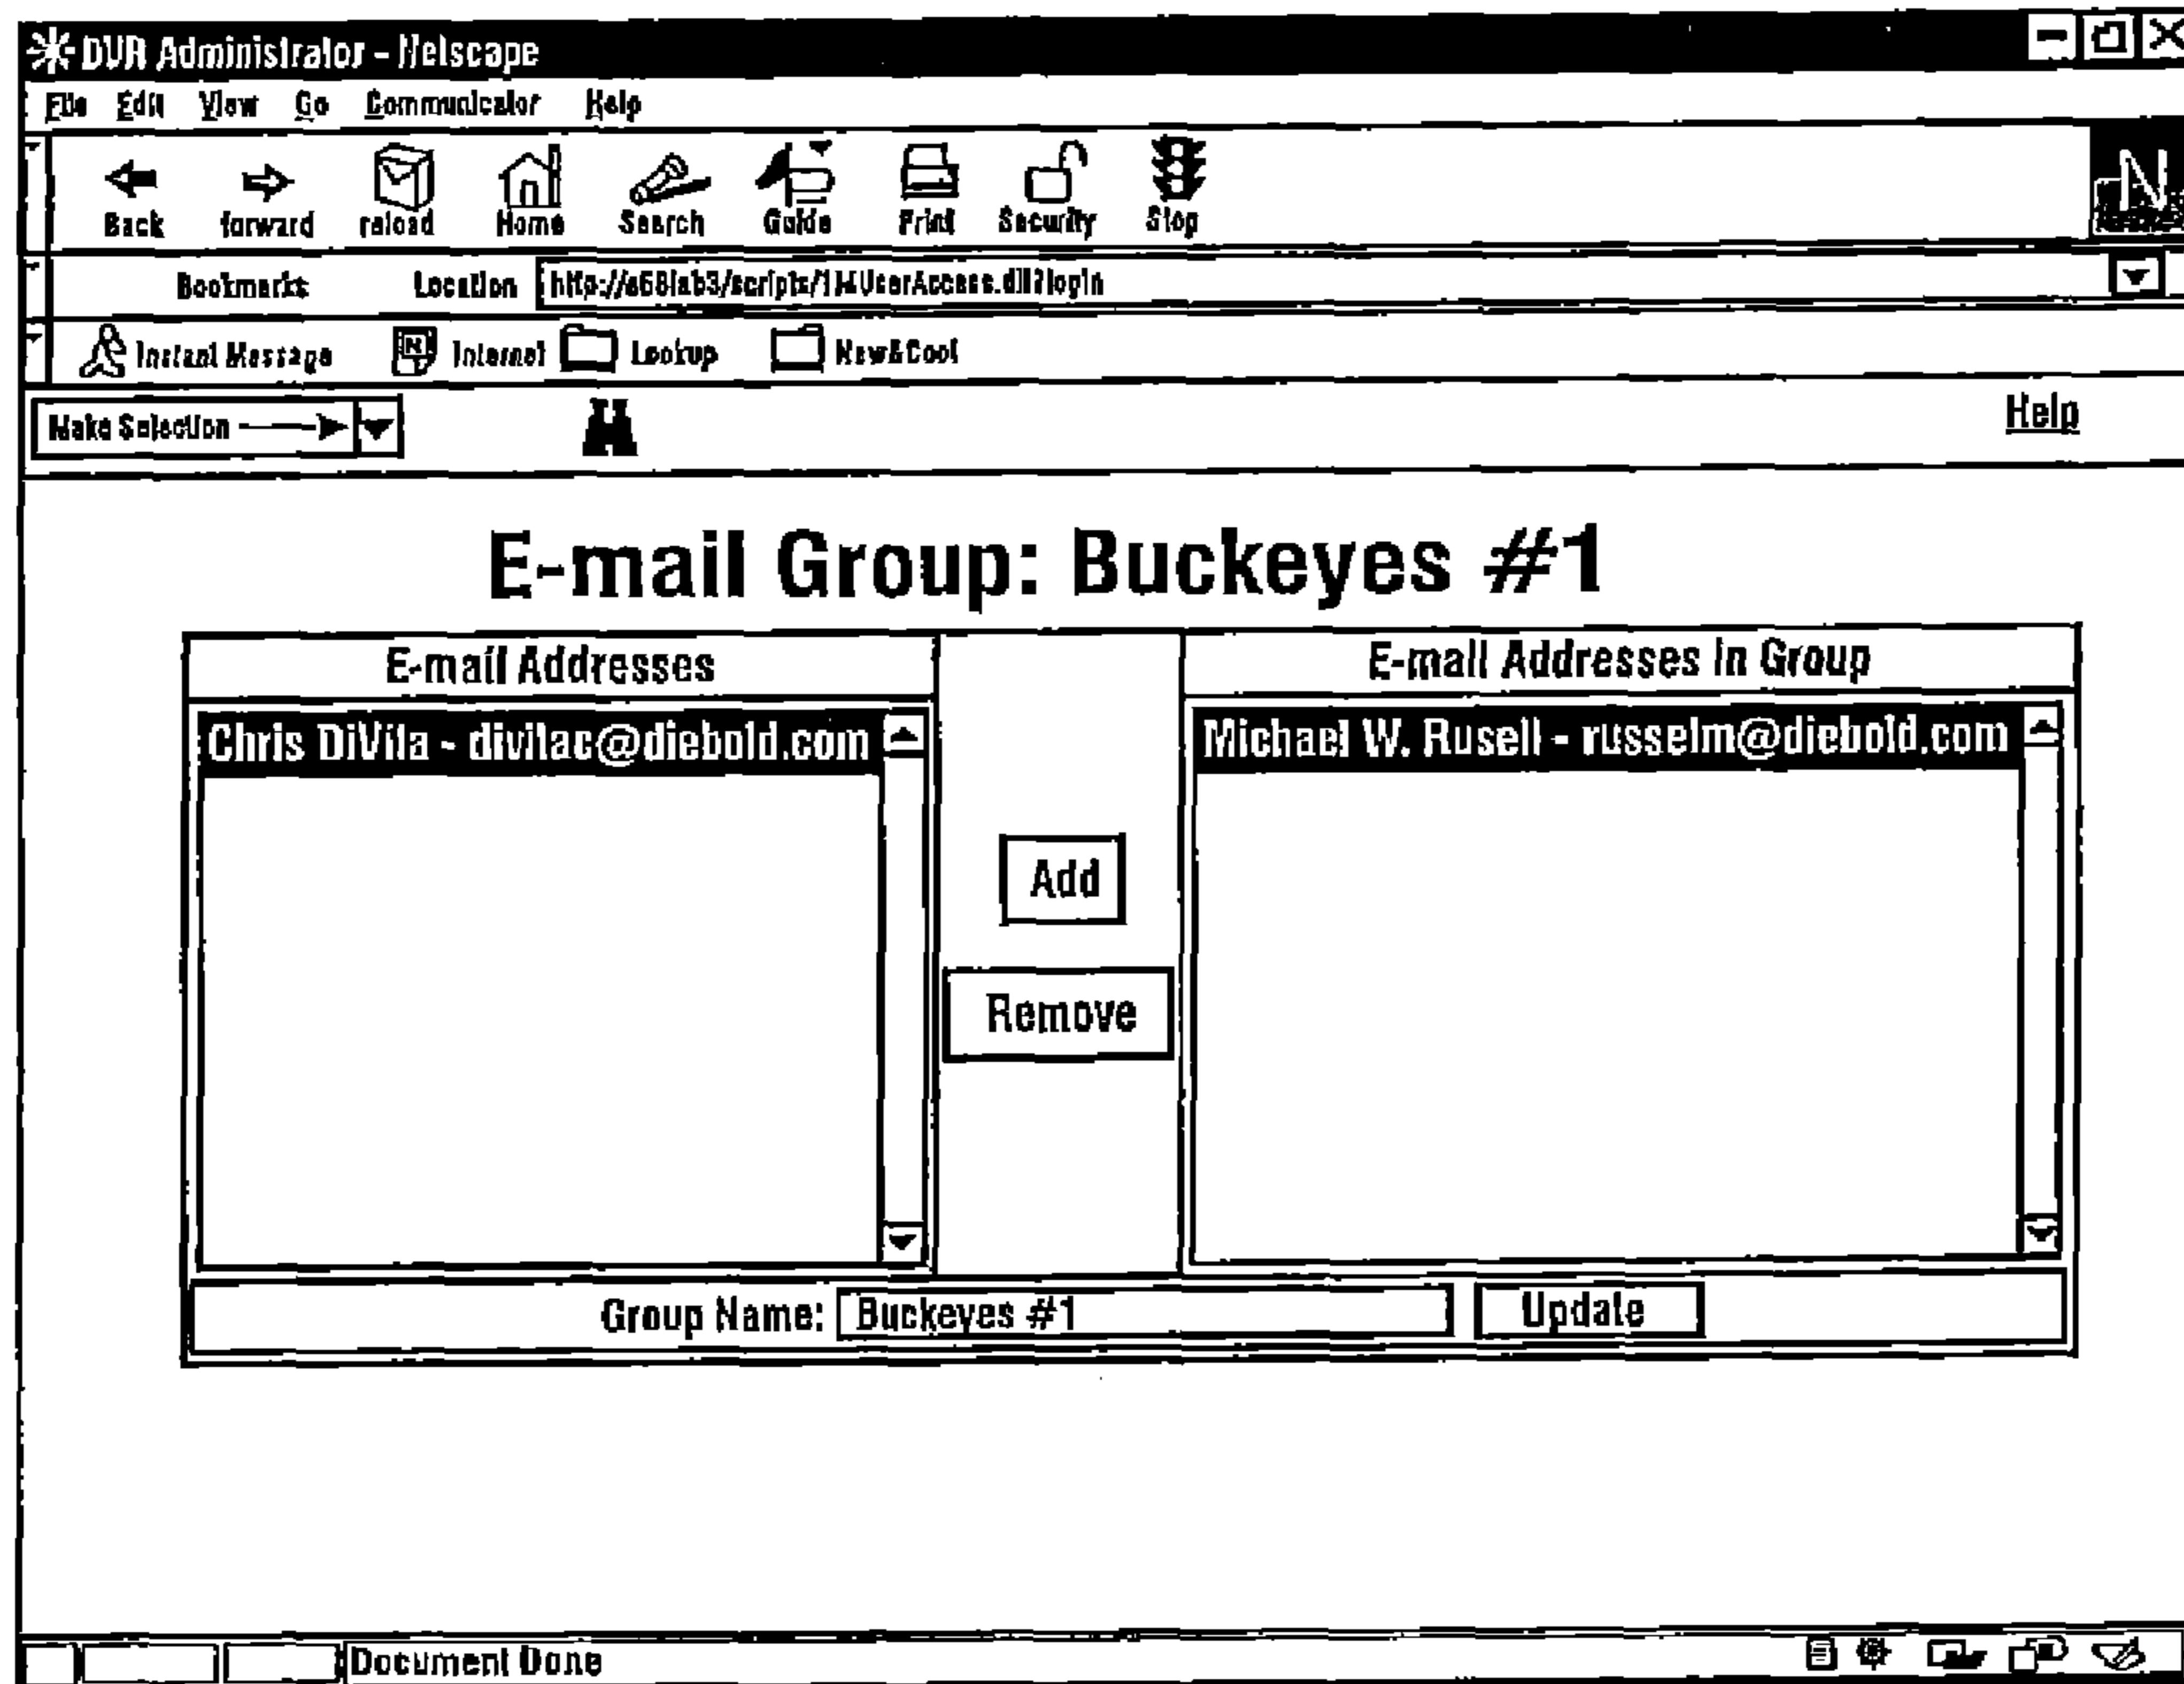 DVR Administrator - Netscape
File Edit View Go Communicator Help
Back forward reload Home Search Guide Print Security Stop
N
Bookmarks Location
Instant Message Internet Lookup New&Cool
Make Selection Help
E-mail Group: Buckeyes #1
E-mail Addresses E-mail Addresses in Group
Chris DiVila - divilac@diebold.com Michael W. Rusell - russelm@diebold.com
Add
Remove
Group Name: Buckeyes #1 Update
Document Done